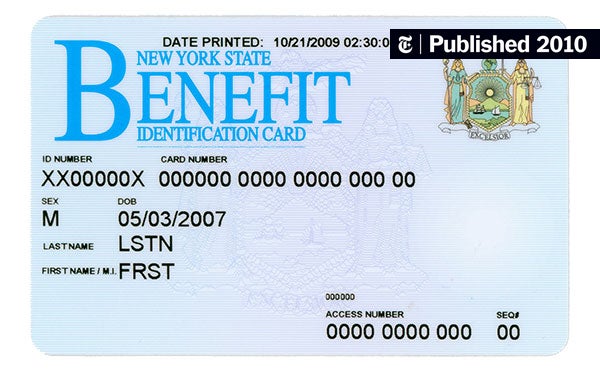 DATE PRINTED: 10/21/2009 02:30:0
T | Published 2010
NEW YORK STATE
BENEFIT
IDENTIFICATION CARD
EXCELSIOR
ID NUMBER CARD NUMBER
XX00000X 000000 0000 0000 000 00
SEX DOB
M 05/03/2007
LAST NAME LSTN
FIRST NAME / M.I. FRST
000000
ACCESS NUMBER SEQ#
0000 0000 000 00